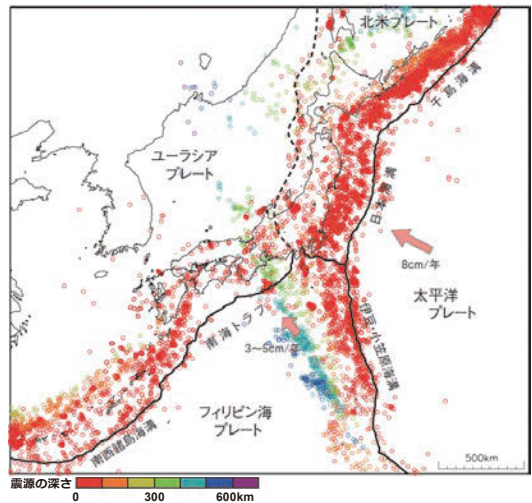 北米プレート
千島海溝
ユーラシア
プレート
日本海溝
8cm/年
太平洋
プレート
南海トラフ
3〜5cm/年
伊豆・小笠原海溝
フィリピン海
プレート
南西諸島海溝
500km
震源の深さ
0 300 600km